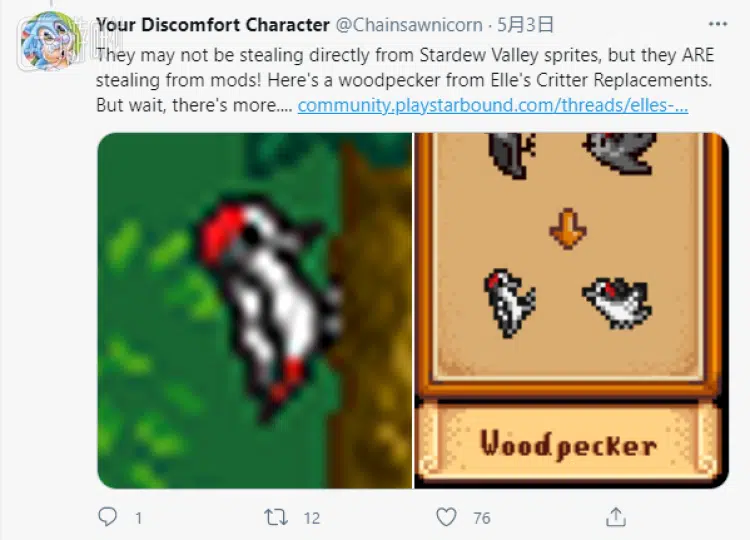 Your Discomfort Character @Chainsawnicorn · 5月3日
They may not be stealing directly from Stardew Valley sprites, but they ARE
stealing from mods! Here's a woodpecker from Elle's Critter Replacements.
But wait, there's more.... community.playstarbound.com/threads/elles-...
Woodpecker
1 12 76